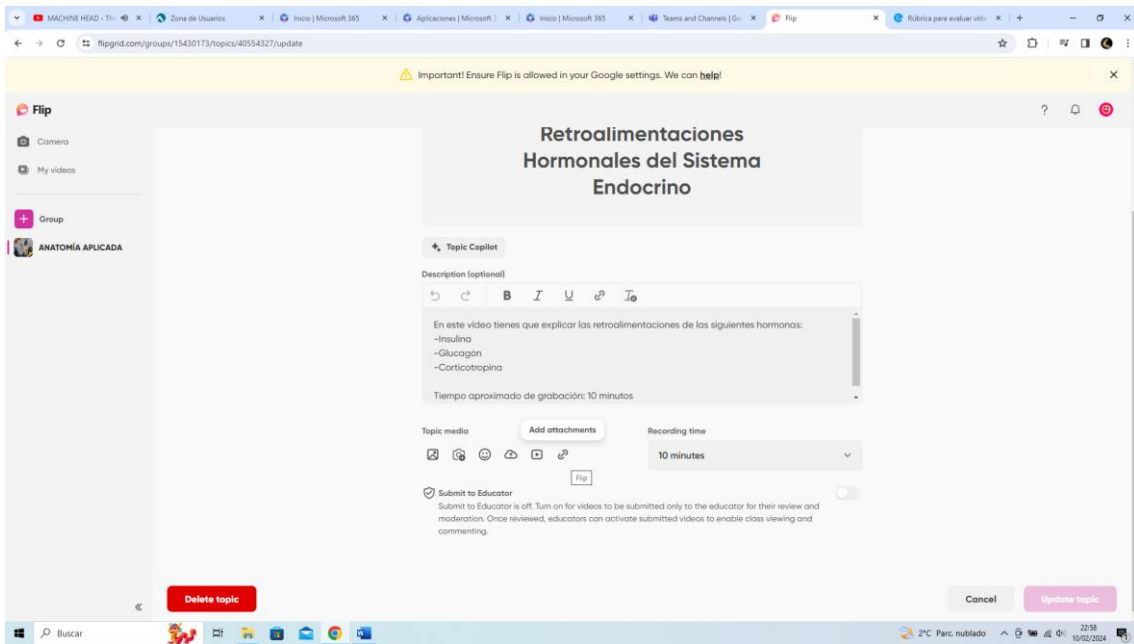 MACHINE HEAD - Thi
Zona de Usuarios
Inicio | Microsoft 365
Aplicaciones | Microsoft
Inicio | Microsoft 365
Teams and Channels | Ge
Flip
Rúbrica para evaluar víde
flipgrid.com/groups/15430173/topics/40554327/update
Important! Ensure Flip is allowed in your Google settings. We can help!
Flip
Camera
My videos
Group
ANATOMÍA APLICADA
Retroalimentaciones
Hormonales del Sistema
Endocrino
Topic Copilot
Description (optional)
B I U
En este vídeo tienes que explicar las retroalimentaciones de las siguientes hormonas:
-Insulina
-Glucagón
-Corticotropina
Tiempo aproximado de grabación: 10 minutos
Topic media
Add attachments
Recording time
10 minutes
Flip
Submit to Educator
Submit to Educator is off. Turn on for videos to be submitted only to the educator for their review and
moderation. Once reviewed, educators can activate submitted videos to enable class viewing and
commenting.
Delete topic
Cancel
Update topic
Buscar
2°C Parc. nublado
22:58
10/02/2024